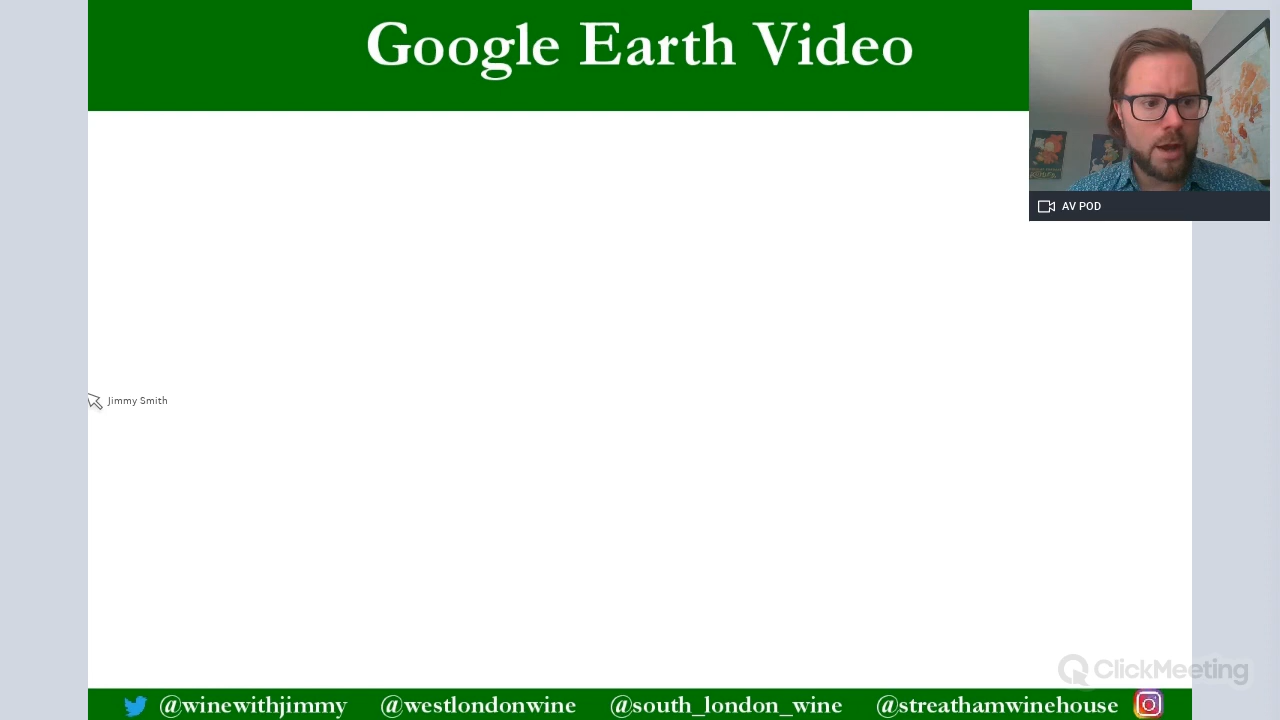 Google Earth Video
AV POD
Jimmy Smith
ClickMeeting
@winewithjimmy @westlondonwine @south_london_wine @streathamwinehouse